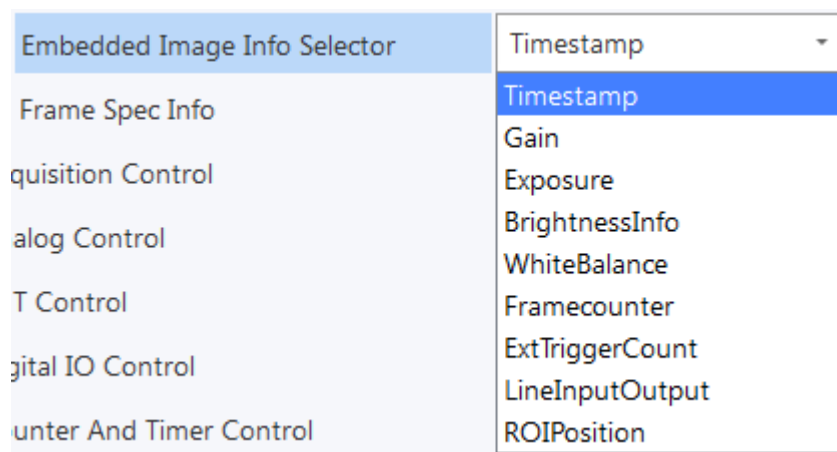 Embedded Image Info Selector
Timestamp
Timestamp
Frame Spec Info
Gain
quisition Control
Exposure
BrightnessInfo
alog Control
WhiteBalance
T Control
Framecounter
ExtTriggerCount
gital IO Control
LineInputOutput
unter And Timer Control
ROIPosition